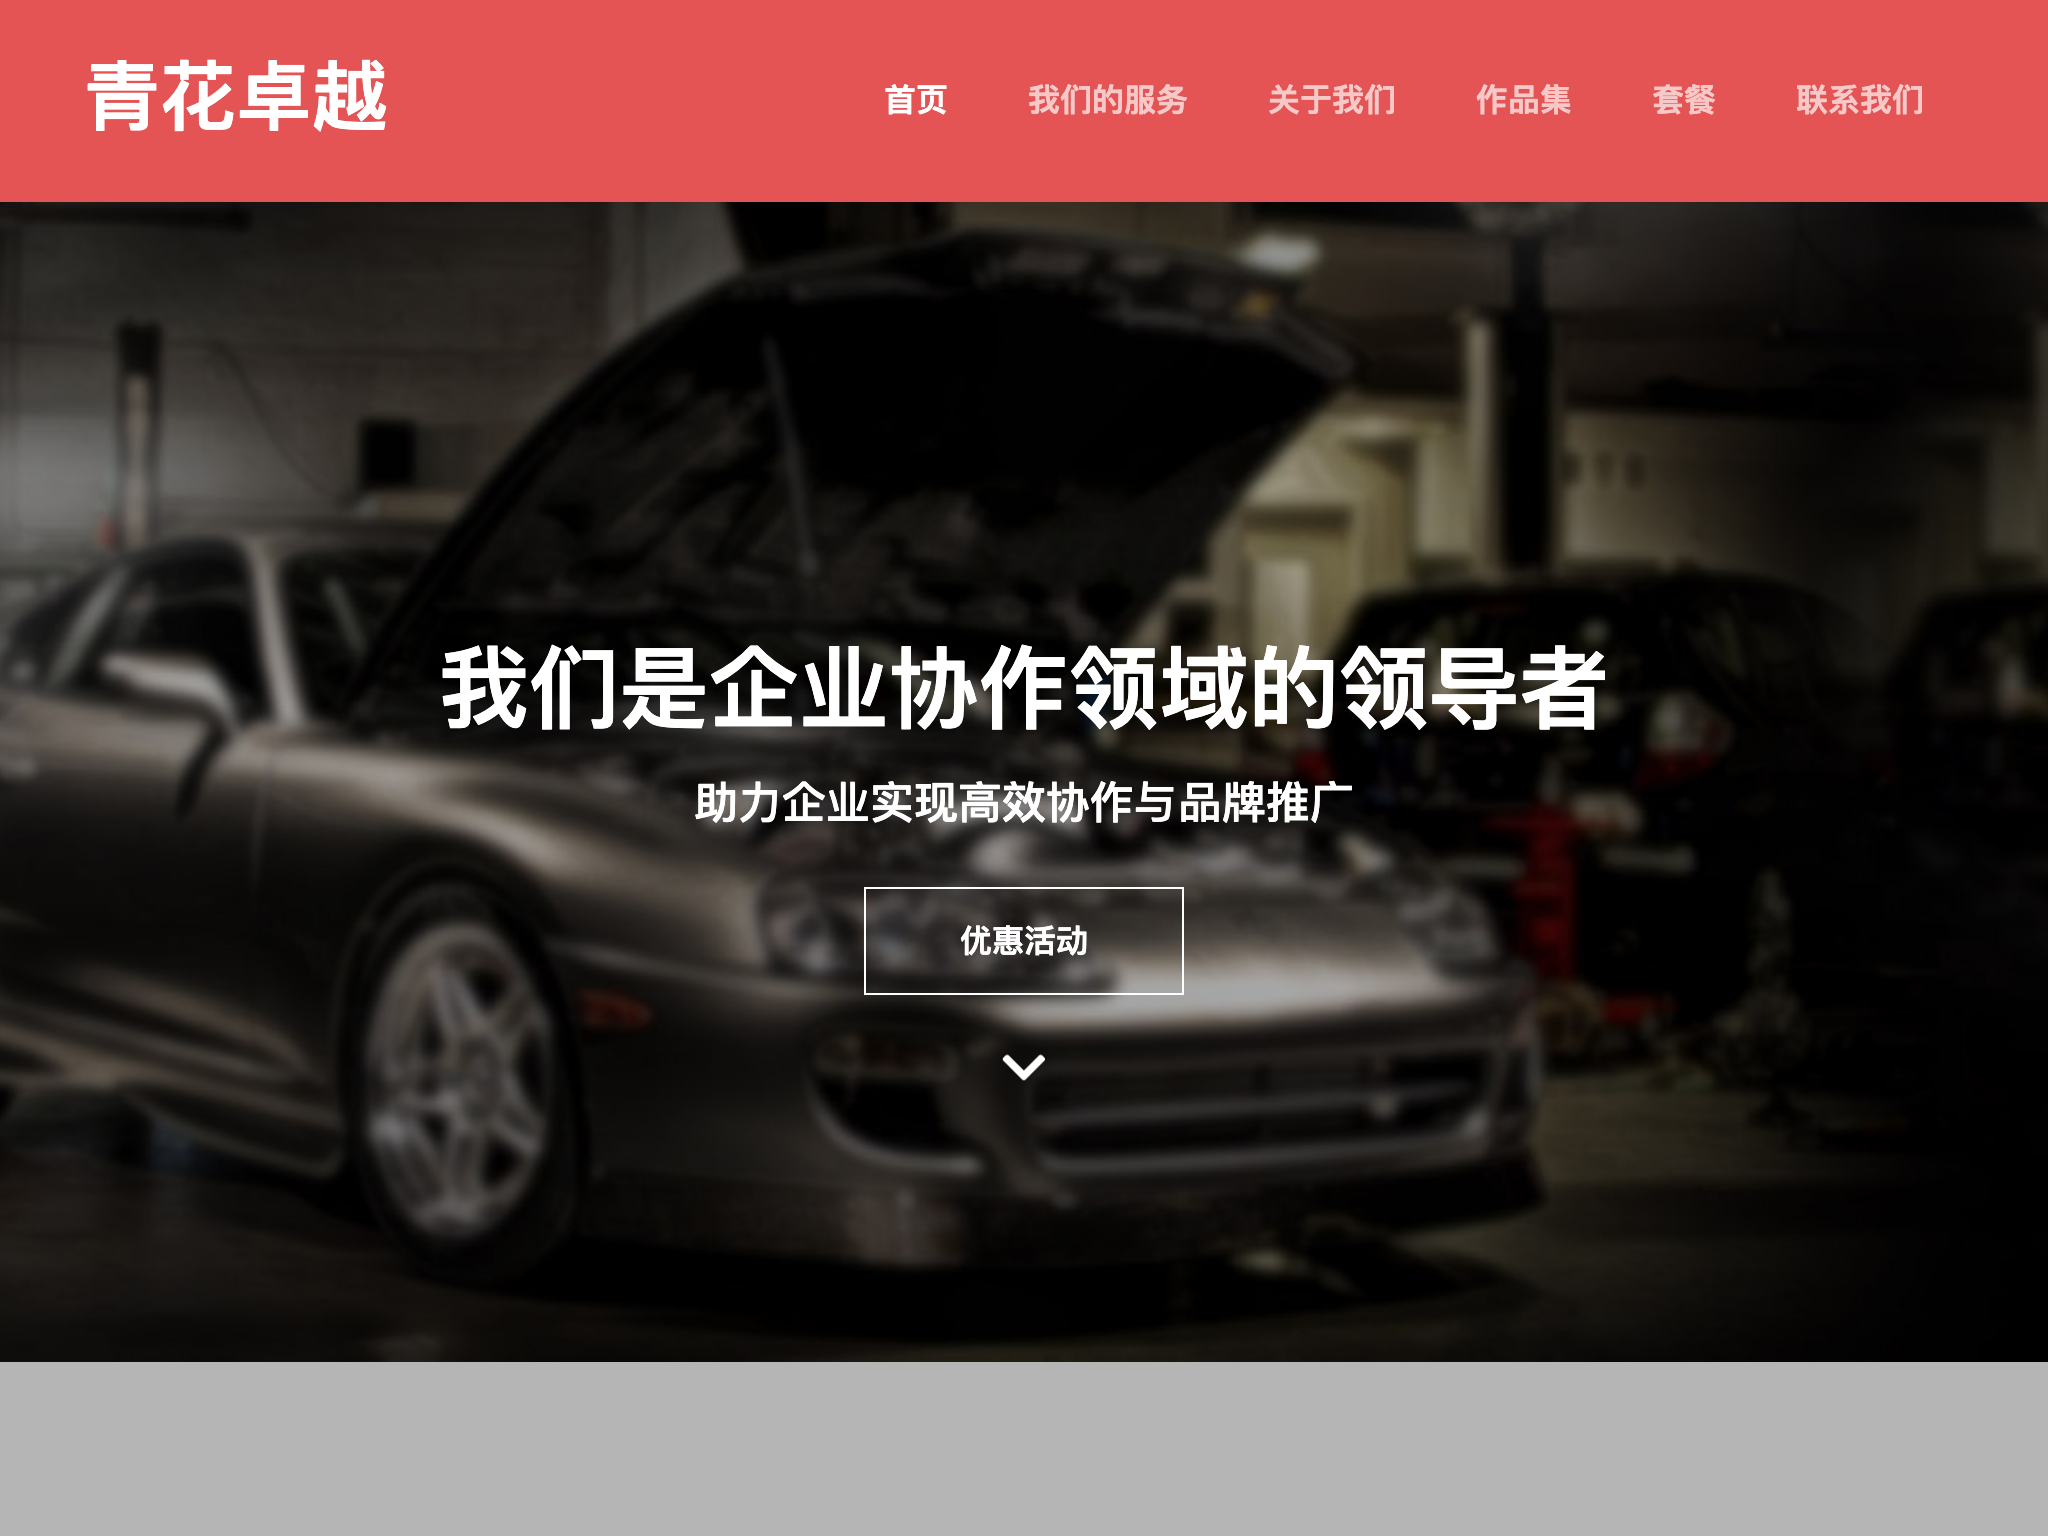 青花卓越
首页 我们的服务 关于我们 作品集 套餐 联系我们
我们是企业协作领域的领导者
助力企业实现高效协作与品牌推广
优惠活动